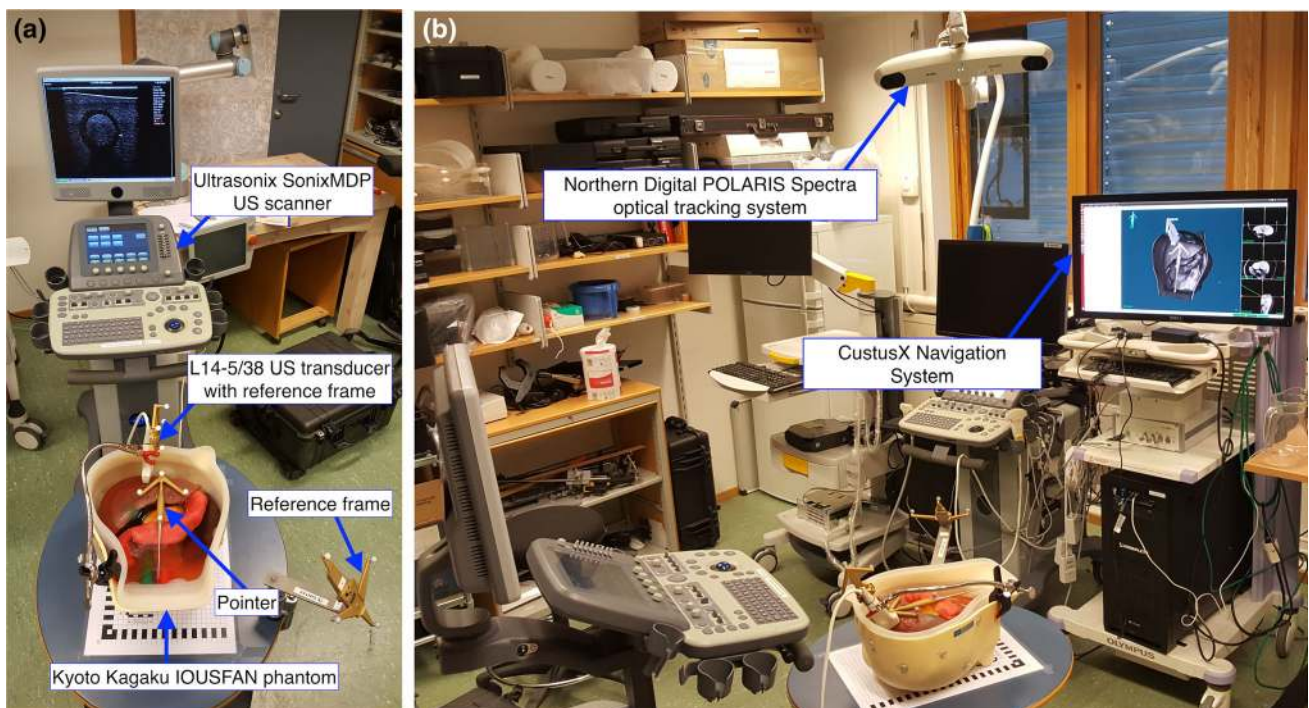 (a)
Ultrasonix SonixMDP
US scanner
L14-5/38 US transducer
with reference frame
Reference frame
Pointer
Kyoto Kagaku IOUSFAN phantom
(b)
Northern Digital POLARIS Spectra
optical tracking system
CustusX Navigation
System
OLYMPUS